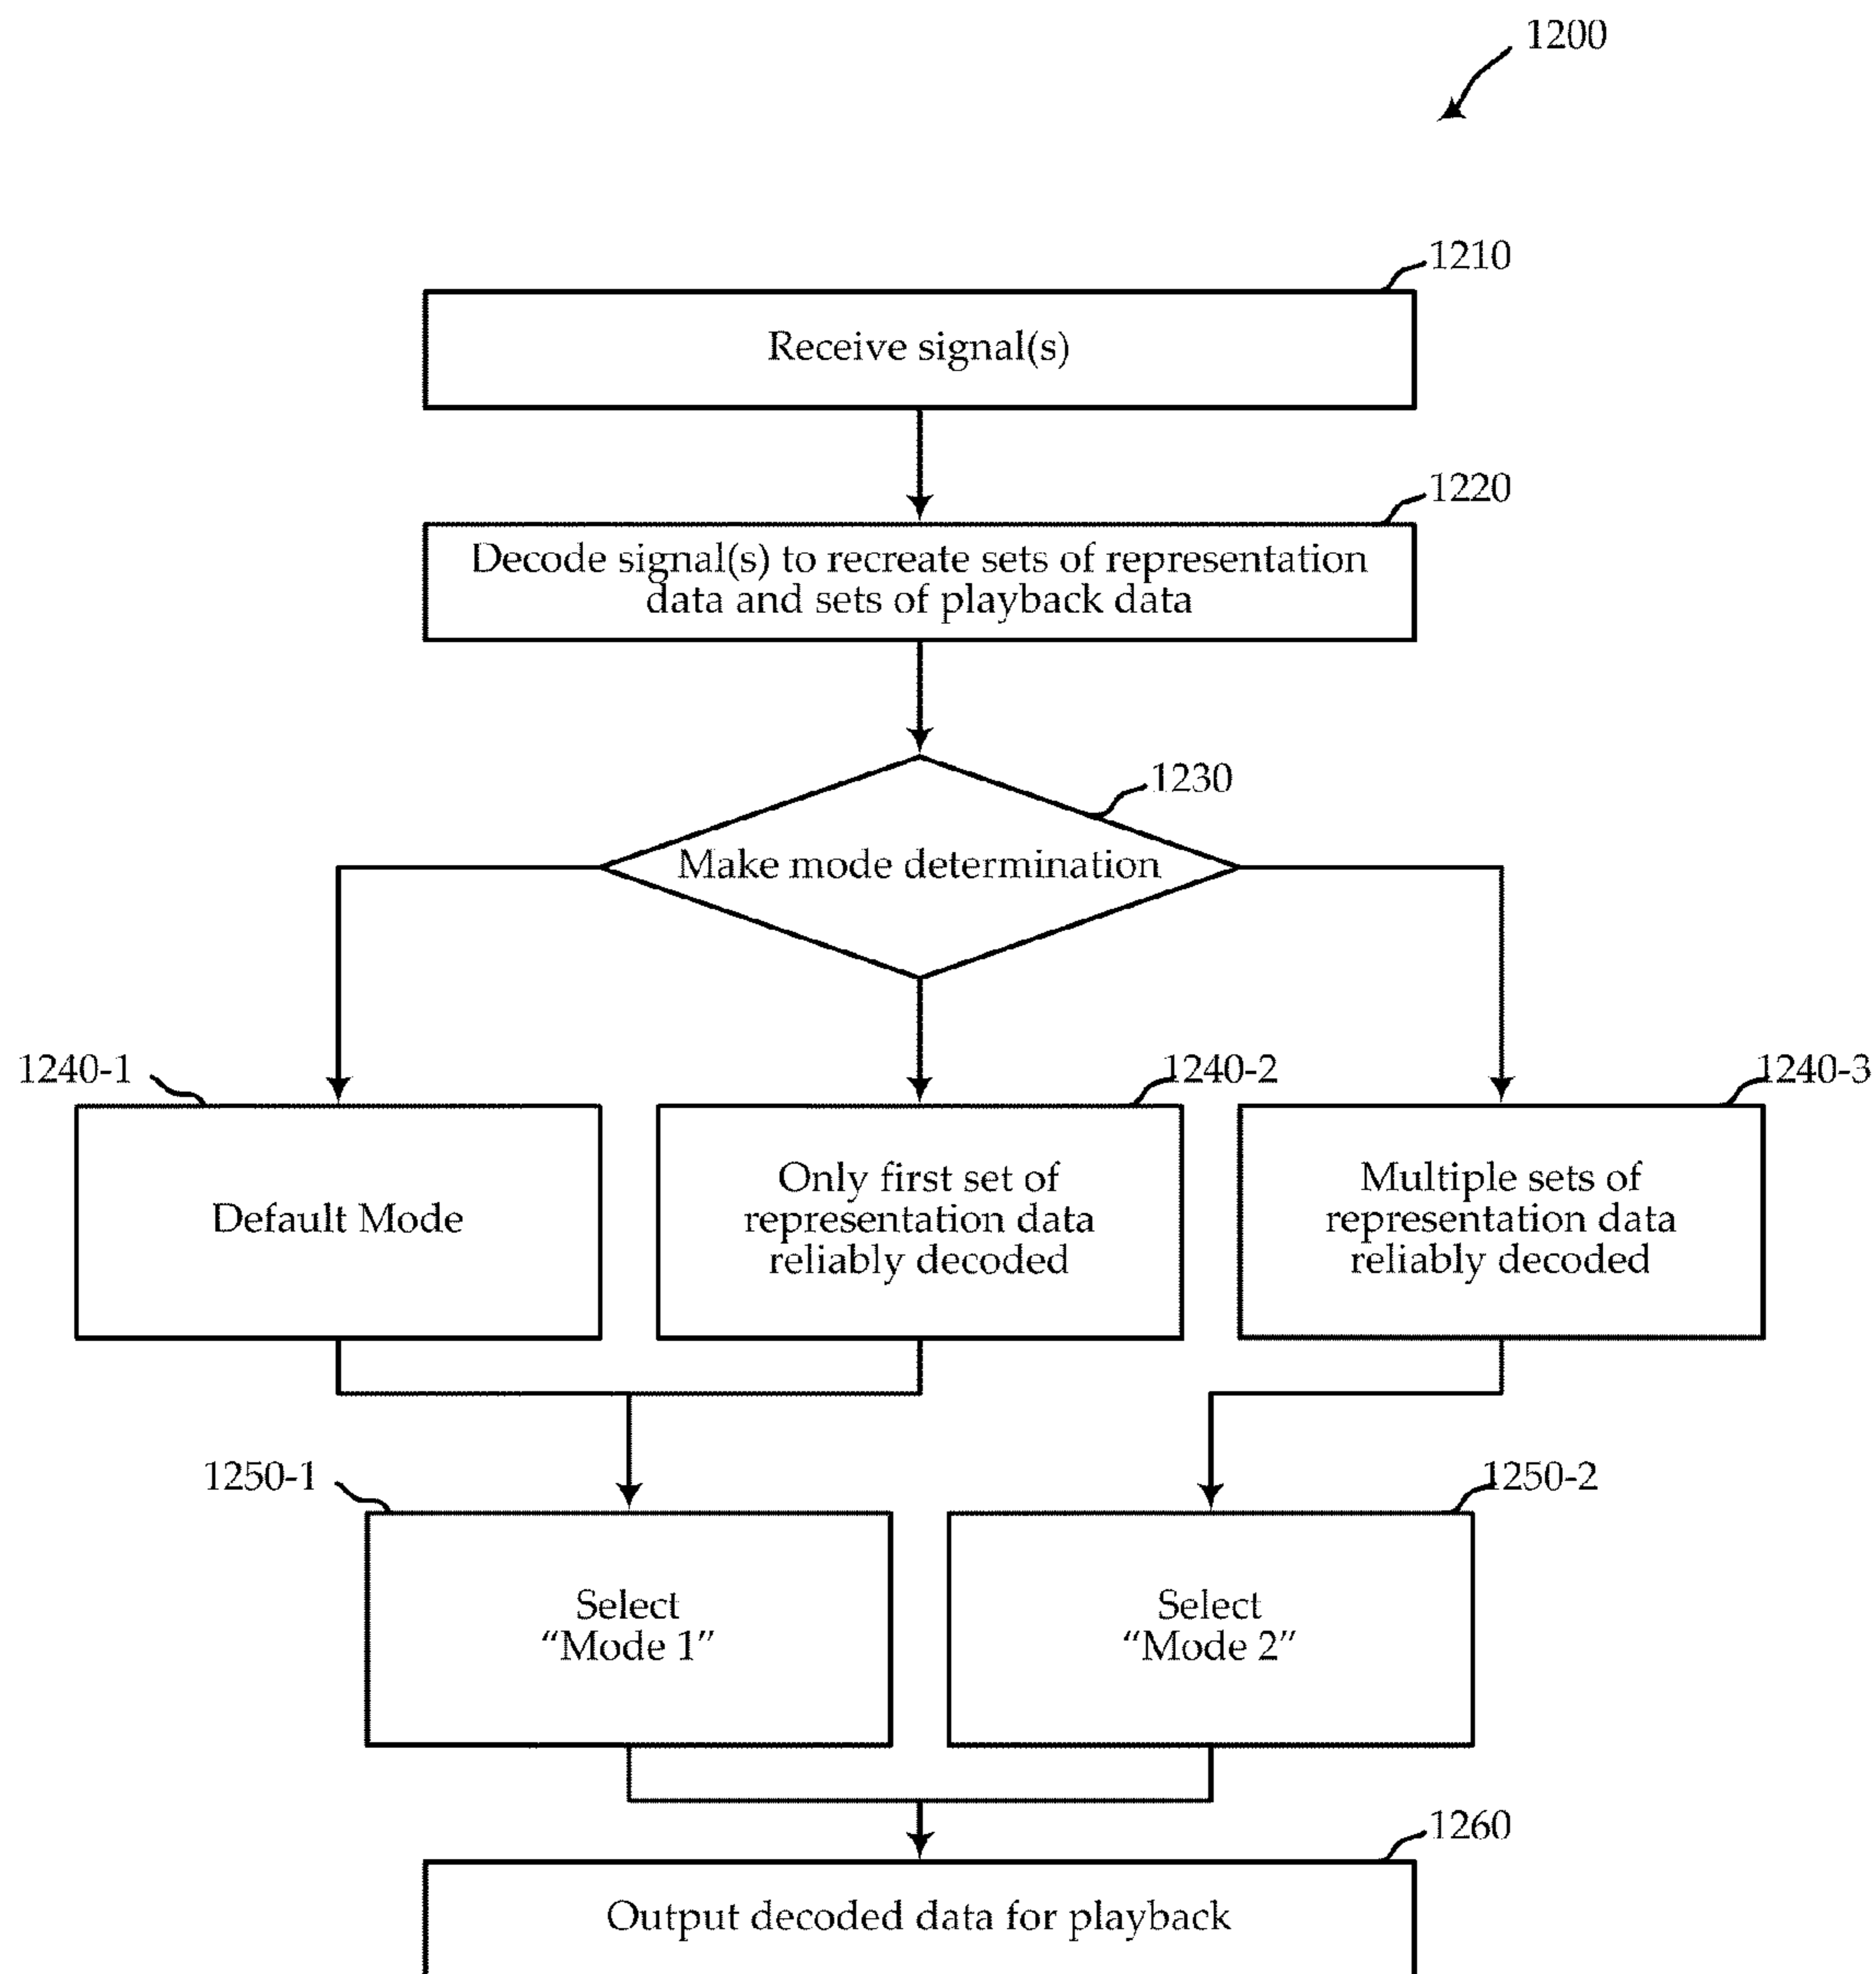 1200
1210
Receive signal(s)
1220
Decode signal(s) to recreate sets of representation
data and sets of playback data
1230
Make mode determination
1240-1
1240-2
1240-3
Default Mode
Only first set of
representation data
reliably decoded
Multiple sets of
representation data
reliably decoded
1250-1
1250-2
Select
“Mode 1”
Select
“Mode 2”
1260
Output decoded data for playback